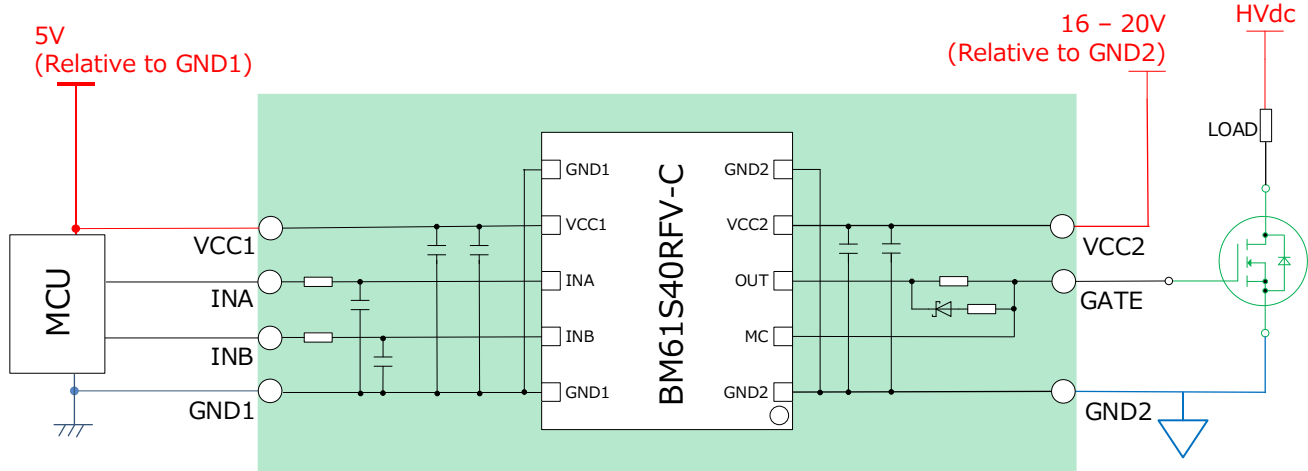 5V
(Relative to GND1)
16 – 20V
(Relative to GND2)
HVdc
LOAD
MCU
VCC1
INA
INB
GND1
GND1
VCC1
INA
INB
GND1
BM61S40RFV-C
GND2
VCC2
OUT
MC
GND2
VCC2
GATE
GND2